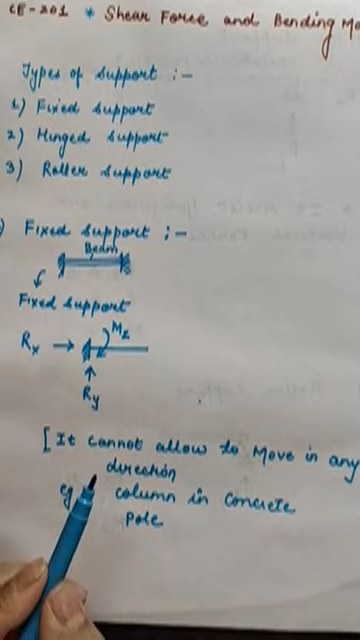 CE-201 * Shear Force and Bending Mo
Types of support :-
1) Fixed support
2) Hinged support
3) Roller support
) Fixed support :-
Beam
Fixed support
Rx → Mz
Ry
[It cannot allow to Move in any
direction
eg column in concrete
Pole